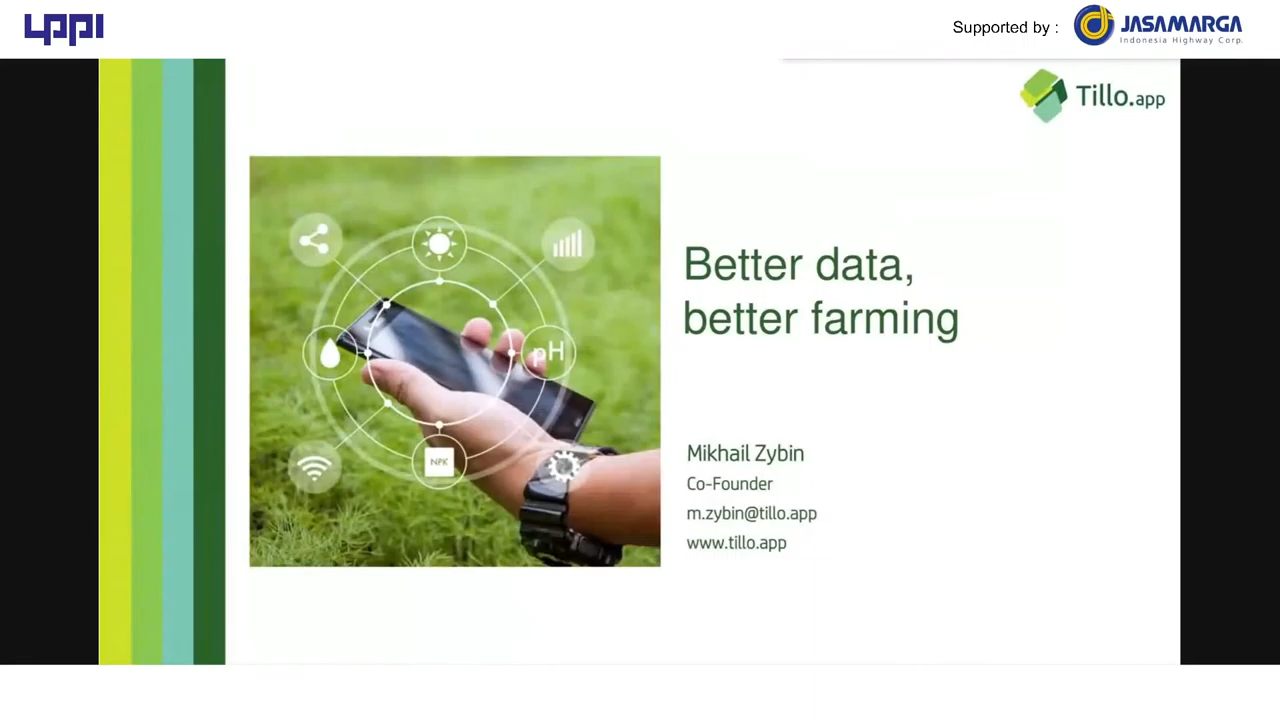 LPPI
Supported by :
JASAMARGA
Indonesia Highway Corp.
Tillo.app
pH
NPK
Better data,
better farming
Mikhail Zybin
Co-Founder
m.zybin@tillo.app
www.tillo.app